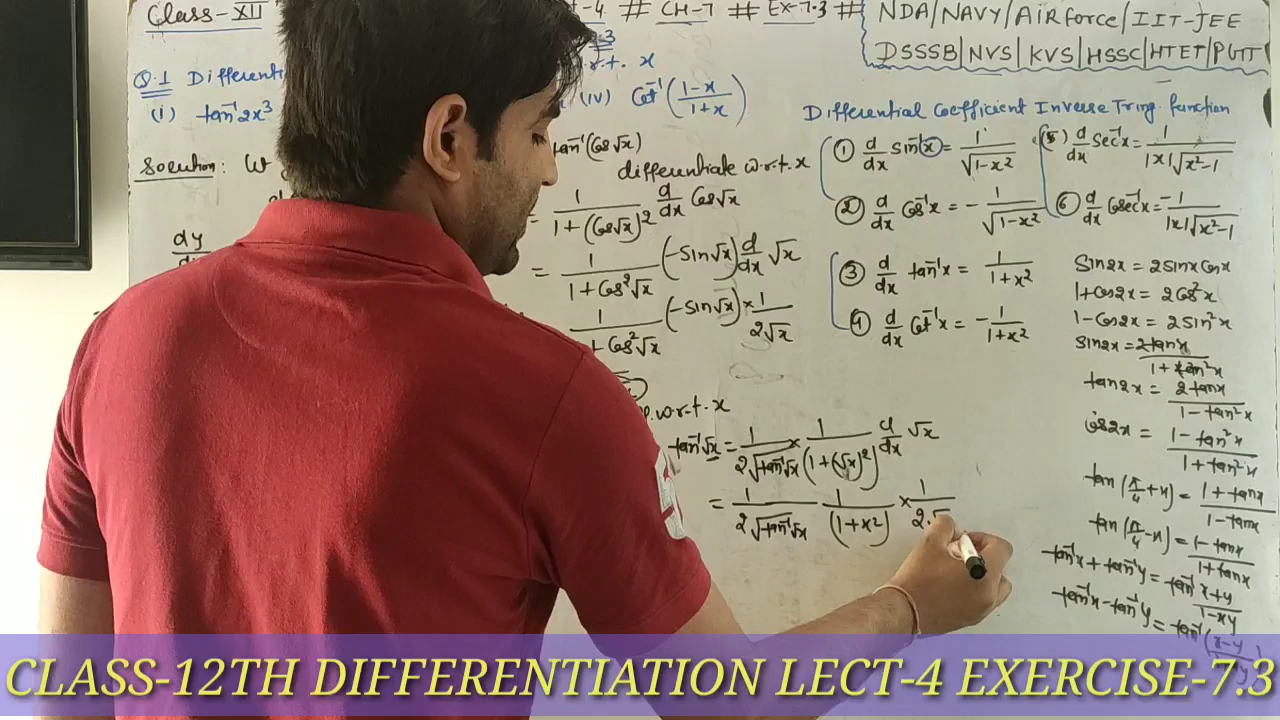 Class-XII
-4 # CH-7 # Ex-7.3 #
NDA/NAVY/AIRforce/IIT-JEE
DSSSB|NVS|KVS|HSSC|HTET/PGTT
Q.1 Differenti
.r.t. x
(i) tan⁻¹2x³
(iv) Cot⁻¹(1-x/1+x)
Solution: W
dy
tan⁻¹(Cos√x)
differentiate w.r.t.x
= 1/1+(Cos√x)² d/dx Cos√x
= 1/1+Cos²√x (-Sin√x) d/dx √x
1/+Cos²√x (-Sin√x) × 1/2√x
w.r.t.x
tan⁻¹√x = 1/2√tan⁻¹√x × 1/(1+(√x)²) d/dx √x
= 1/2√tan⁻¹√x 1/(1+x²) × 1/2.√
Differential Coefficient Inverse Tring. function
① d/dx sin⁻¹x = 1/√1-x²
② d/dx Cos⁻¹x = -1/√1-x²
③ d/dx tan⁻¹x = 1/1+x²
④ d/dx Cot⁻¹x = -1/1+x²
⑤ d/dx Sec⁻¹x = 1/|x|√x²-1
⑥ d/dx Cosec⁻¹x = -1/|x|√x²-1
Sin2x = 2sinx Cosx
1+Cos2x = 2Cos²x
1-Cos2x = 2sin²x
Sin2x = 2tanx/1+tan²x
tan2x = 2tanx/1-tan²x
Cos2x = 1-tan²x/1+tan²x
tan(π/4+x) = 1+tanx/1-tanx
tan(π/4-x) = 1-tanx/1+tanx
tan⁻¹x+tan⁻¹y = tan⁻¹ x+y/1-xy
tan⁻¹x-tan⁻¹y = tan⁻¹(x-y
CLASS-12TH DIFFERENTIATION LECT-4 EXERCISE-7.3